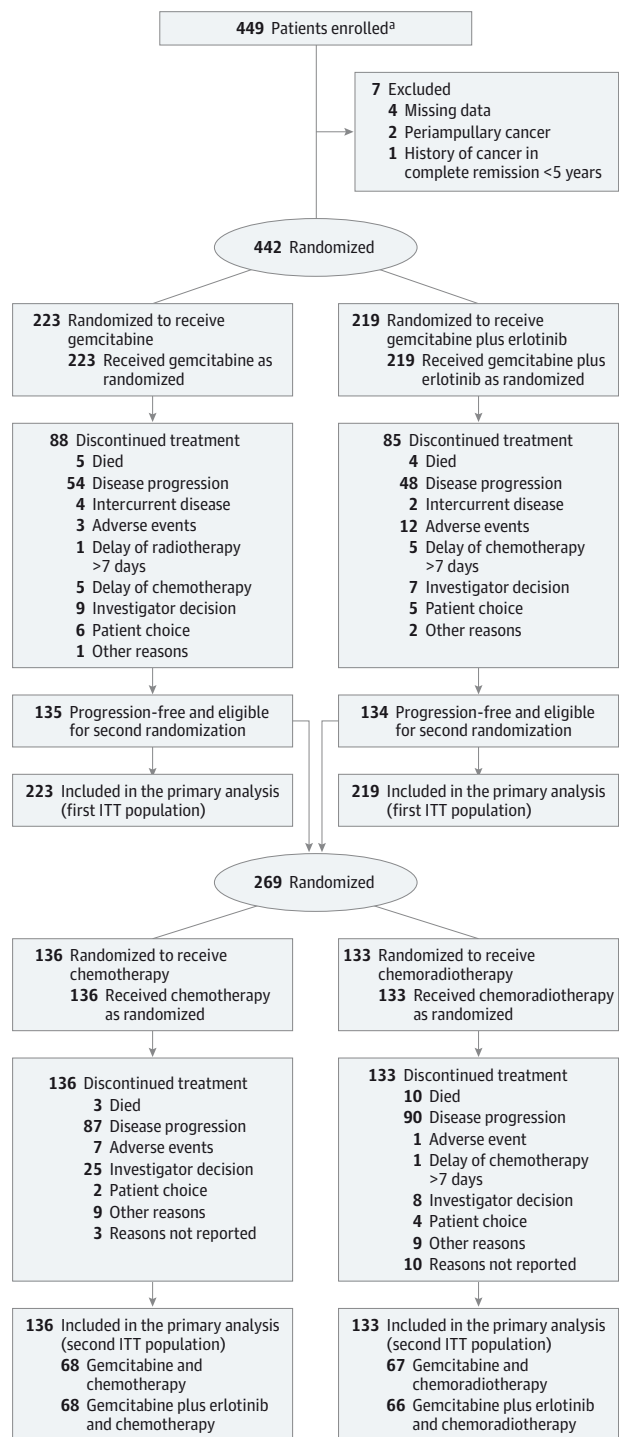 449 Patients enrolledª
7 Excluded
4 Missing data
2 Periampullary cancer
1 History of cancer in
complete remission <5 years
442 Randomized
223 Randomized to receive
gemcitabine
223 Received gemcitabine as
randomized
219 Randomized to receive
gemcitabine plus erlotinib
219 Received gemcitabine plus
erlotinib as randomized
88 Discontinued treatment
5 Died
54 Disease progression
4 Intercurrent disease
3 Adverse events
1 Delay of radiotherapy
>7 days
5 Delay of chemotherapy
9 Investigator decision
6 Patient choice
1 Other reasons
85 Discontinued treatment
4 Died
48 Disease progression
2 Intercurrent disease
12 Adverse events
5 Delay of chemotherapy
>7 days
7 Investigator decision
5 Patient choice
2 Other reasons
135 Progression-free and eligible
for second randomization
134 Progression-free and eligible
for second randomization
223 Included in the primary analysis
(first ITT population)
219 Included in the primary analysis
(first ITT population)
269 Randomized
136 Randomized to receive
chemotherapy
136 Received chemotherapy
as randomized
133 Randomized to receive
chemoradiotherapy
133 Received chemoradiotherapy
as randomized
136 Discontinued treatment
3 Died
87 Disease progression
7 Adverse events
25 Investigator decision
2 Patient choice
9 Other reasons
3 Reasons not reported
133 Discontinued treatment
10 Died
90 Disease progression
1 Adverse event
1 Delay of chemotherapy
>7 days
8 Investigator decision
4 Patient choice
9 Other reasons
10 Reasons not reported
136 Included in the primary analysis
(second ITT population)
68 Gemcitabine and
chemotherapy
68 Gemcitabine plus erlotinib
and chemotherapy
133 Included in the primary analysis
(second ITT population)
67 Gemcitabine and
chemoradiotherapy
66 Gemcitabine plus erlotinib
and chemoradiotherapy